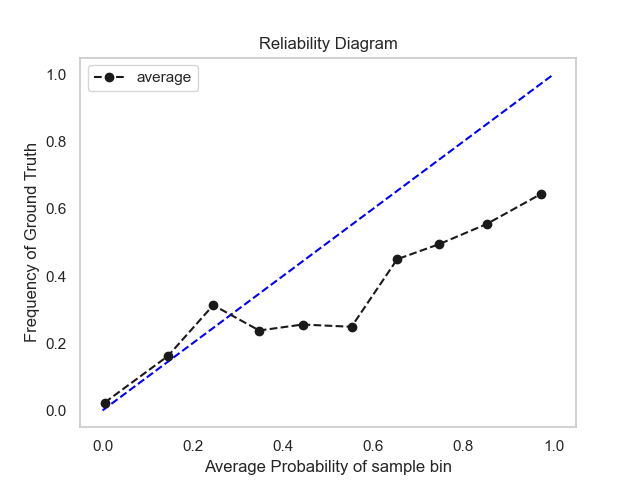 Reliability Diagram
average
Frequency of Ground Truth
1.0
0.8
0.6
0.4
0.2
0.0
0.0 0.2 0.4 0.6 0.8 1.0
Average Probability of sample bin